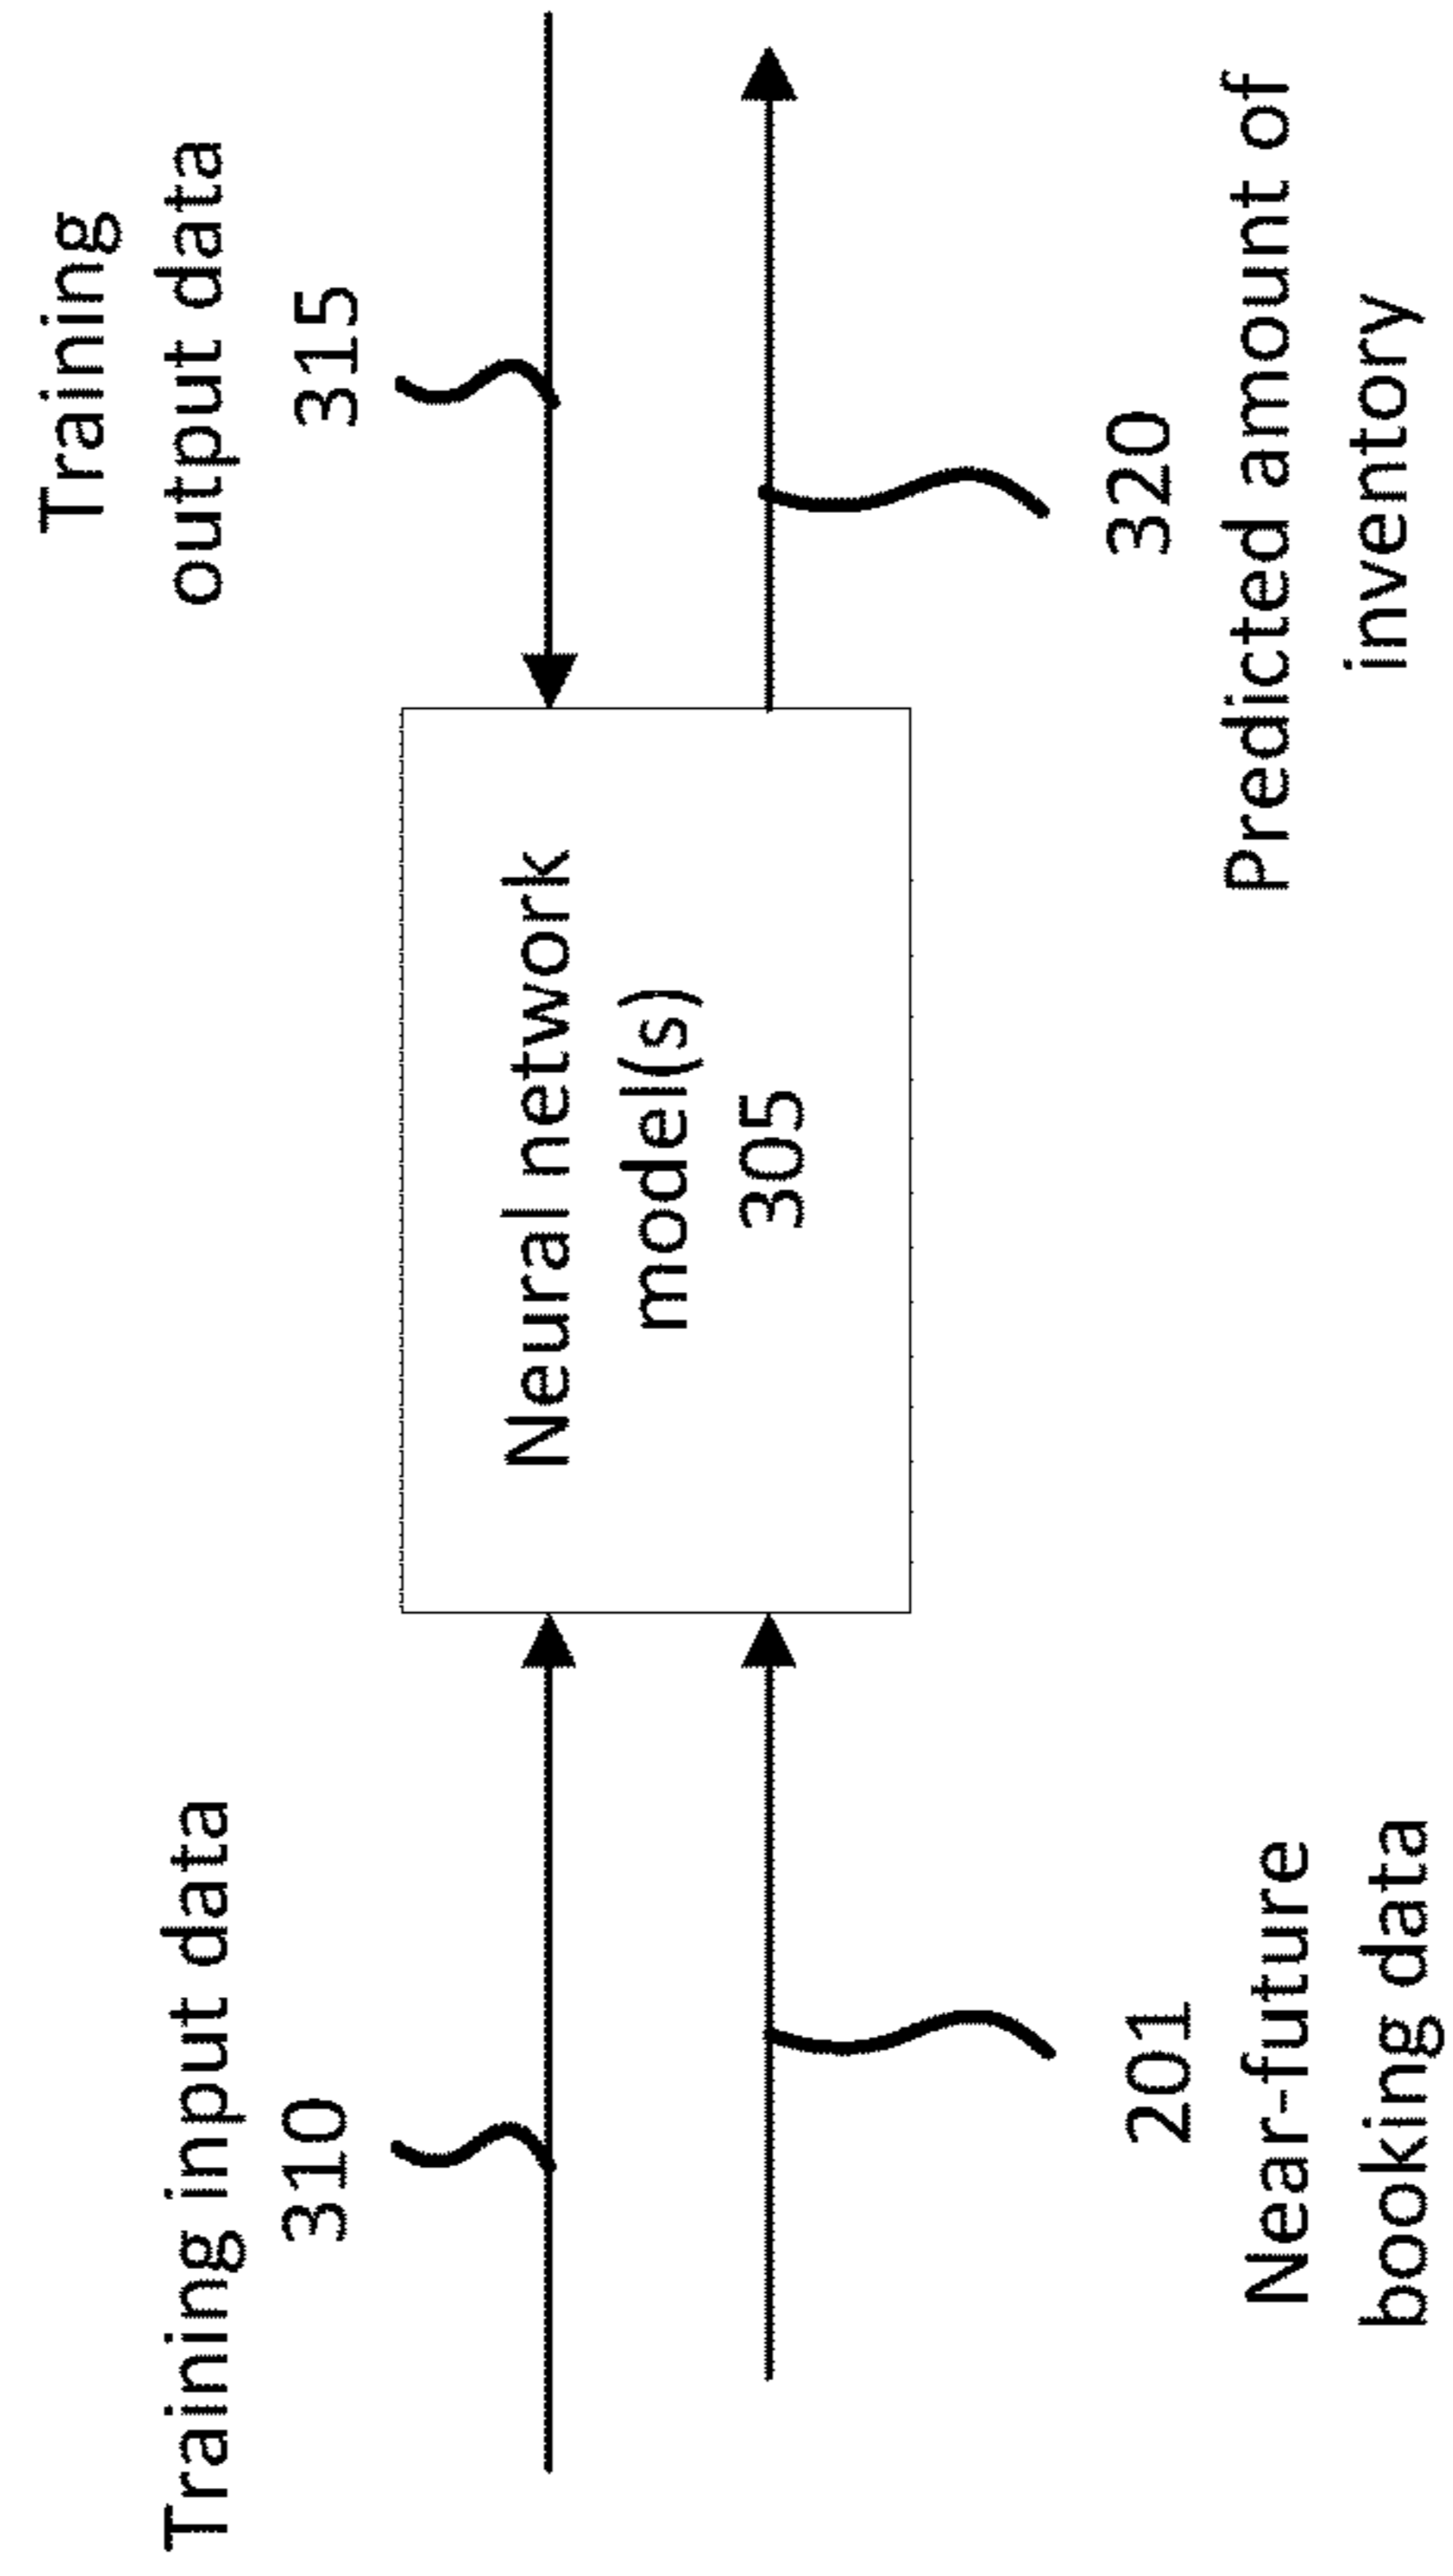 Training input data
310
Training
output data
315
Neural network
model(s)
305
201
Near-future
booking data
320
Predicted amount of
inventory